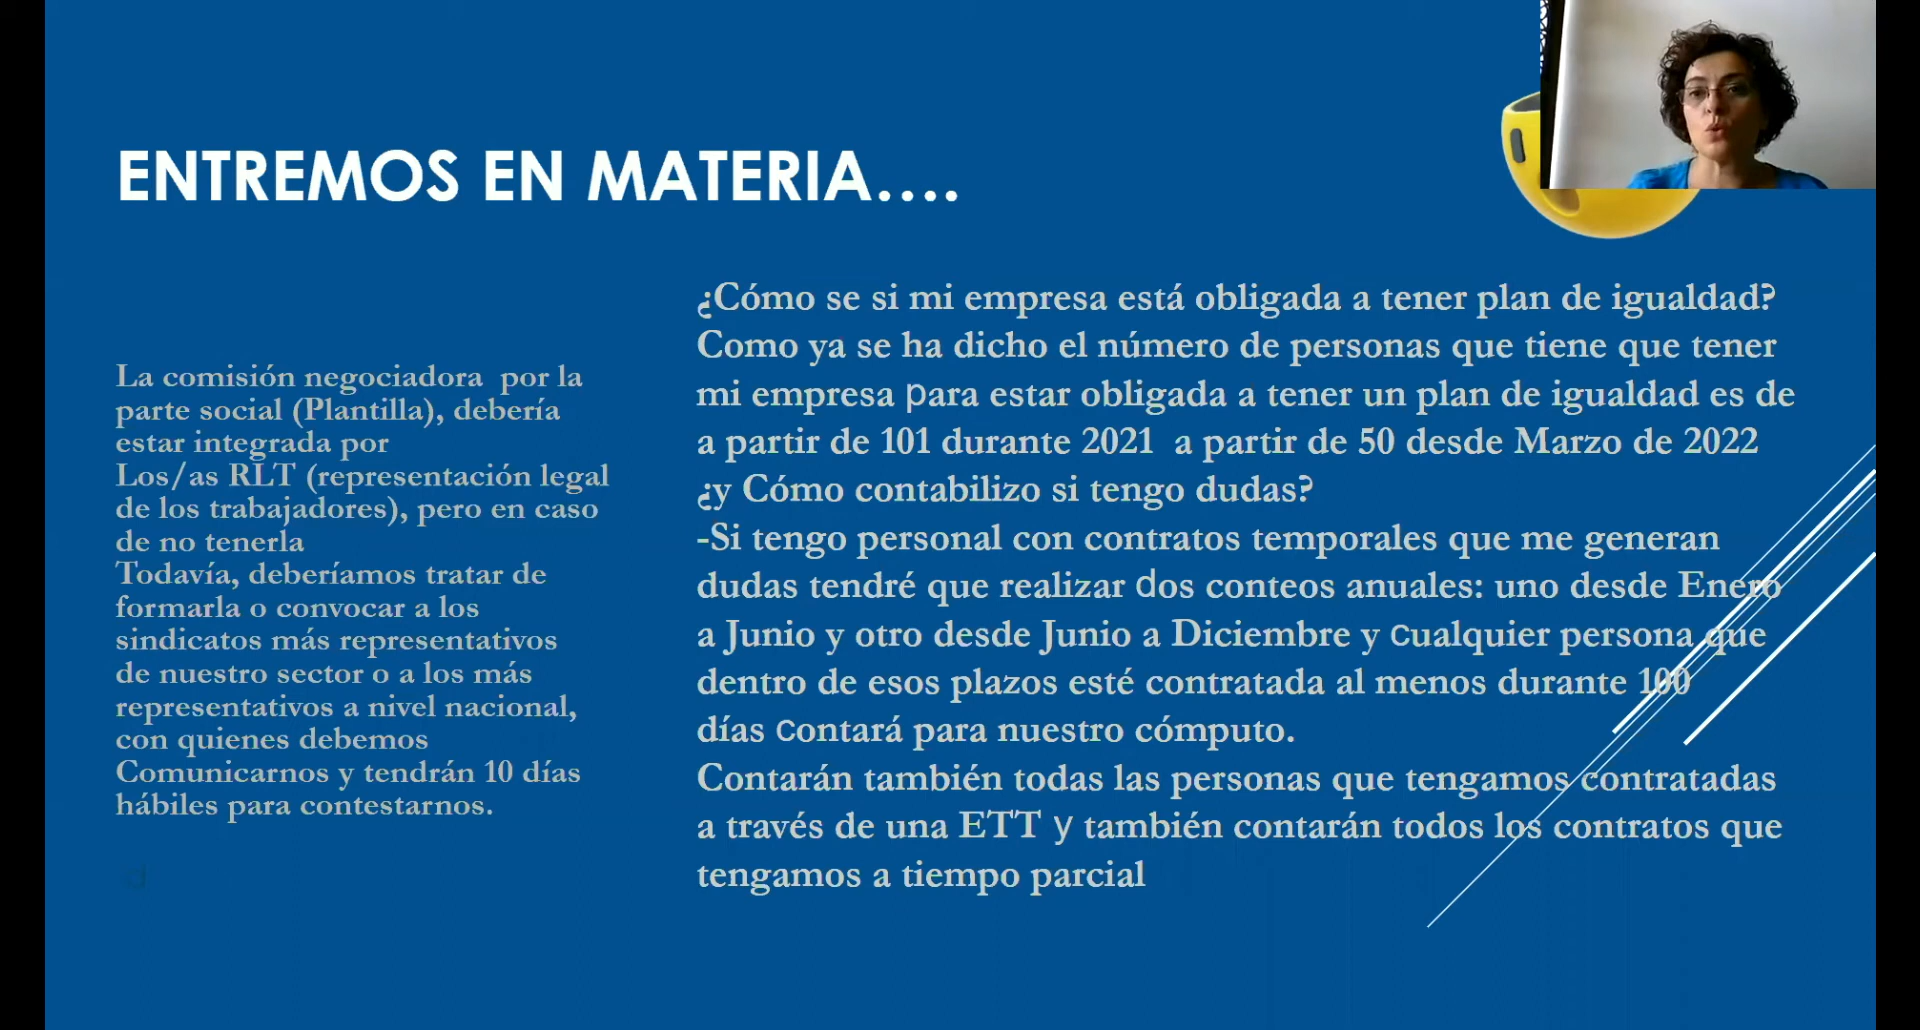 ENTREMOS EN MATERIA....
La comisión negociadora  por la
parte social (Plantilla), debería
estar integrada por
Los/as RLT (representación legal
de los trabajadores), pero en caso
de no tenerla
Todavía, deberíamos tratar de
formarla o convocar a los
sindicatos más representativos
de nuestro sector o a los más
representativos a nivel nacional,
con quienes debemos
Comunicarnos y tendrán 10 días
hábiles para contestarnos.
¿Cómo se si mi empresa está obligada a tener plan de igualdad?
Como ya se ha dicho el número de personas que tiene que tener
mi empresa para estar obligada a tener un plan de igualdad es de
a partir de 101 durante 2021  a partir de 50 desde Marzo de 2022
¿y Cómo contabilizo si tengo dudas?
-Si tengo personal con contratos temporales que me generan
dudas tendré que realizar dos conteos anuales: uno desde Enero
a Junio y otro desde Junio a Diciembre y cualquier persona que
dentro de esos plazos esté contratada al menos durante 100
días contará para nuestro cómputo.
Contarán también todas las personas que tengamos contratadas
a través de una ETT y también contarán todos los contratos que
tengamos a tiempo parcial